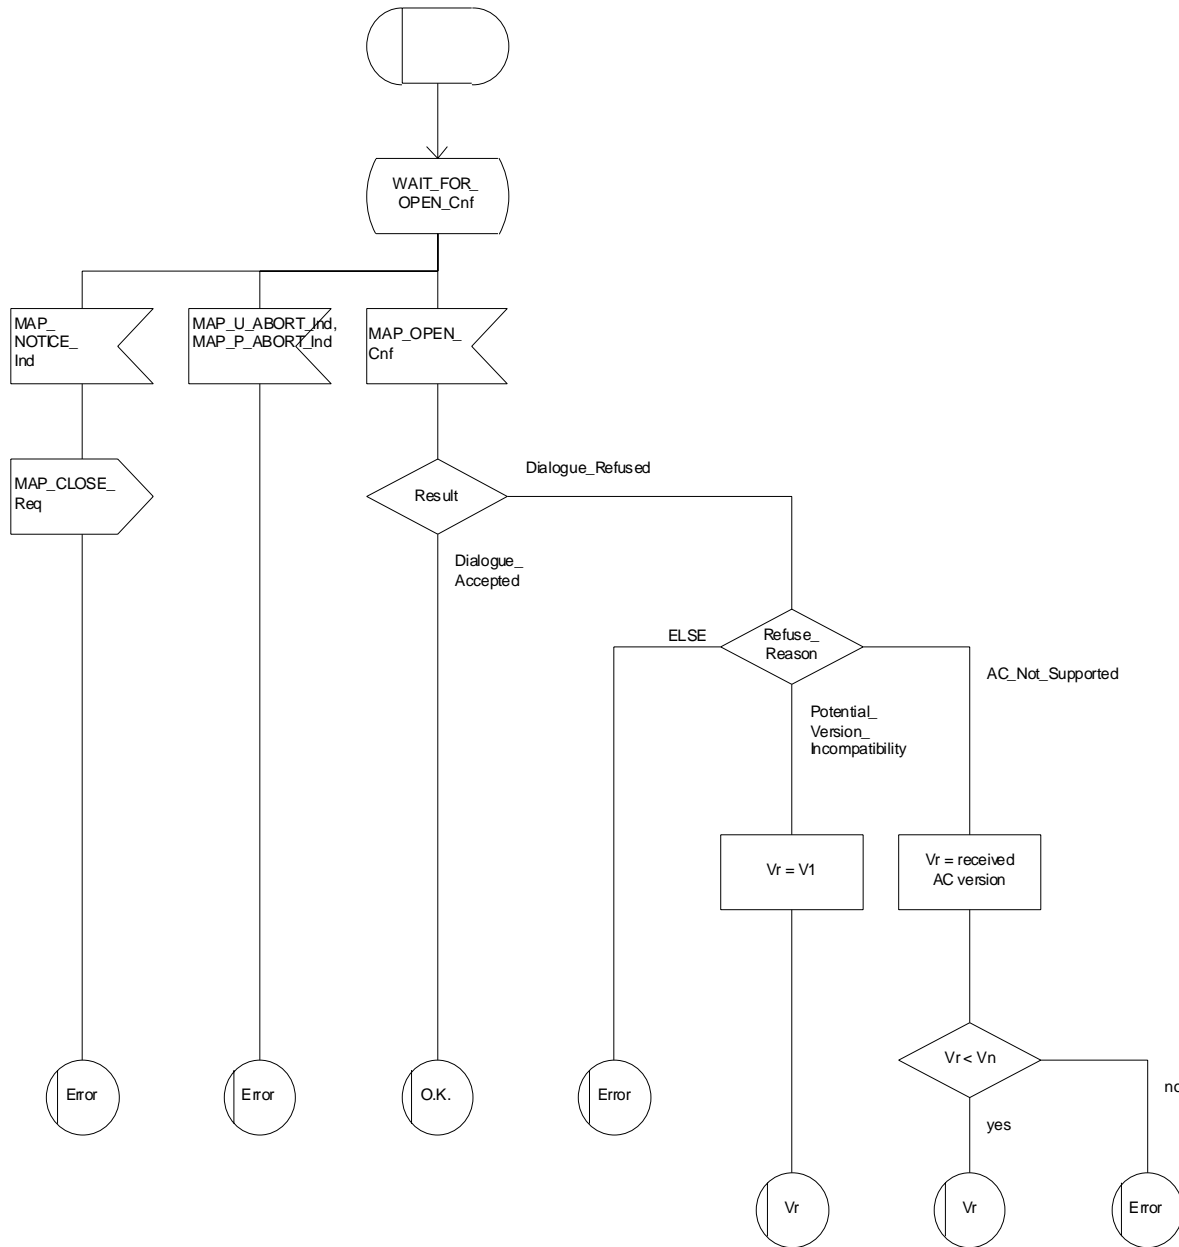 WAIT_FOR_
OPEN_Cnf
MAP_
NOTICE_
Ind
MAP_U_ABORT_Ind,
MAP_P_ABORT_Ind
MAP_OPEN_
Cnf
MAP_CLOSE_
Req
Result
Dialogue_Refused
Dialogue_
Accepted
ELSE
Refuse_
Reason
AC_Not_Supported
Potential_
Version_
Incompatibility
Vr = V1
Vr = received
AC version
Vr < Vn
no
yes
Error
Error
O.K.
Error
Vr
Vr
Error